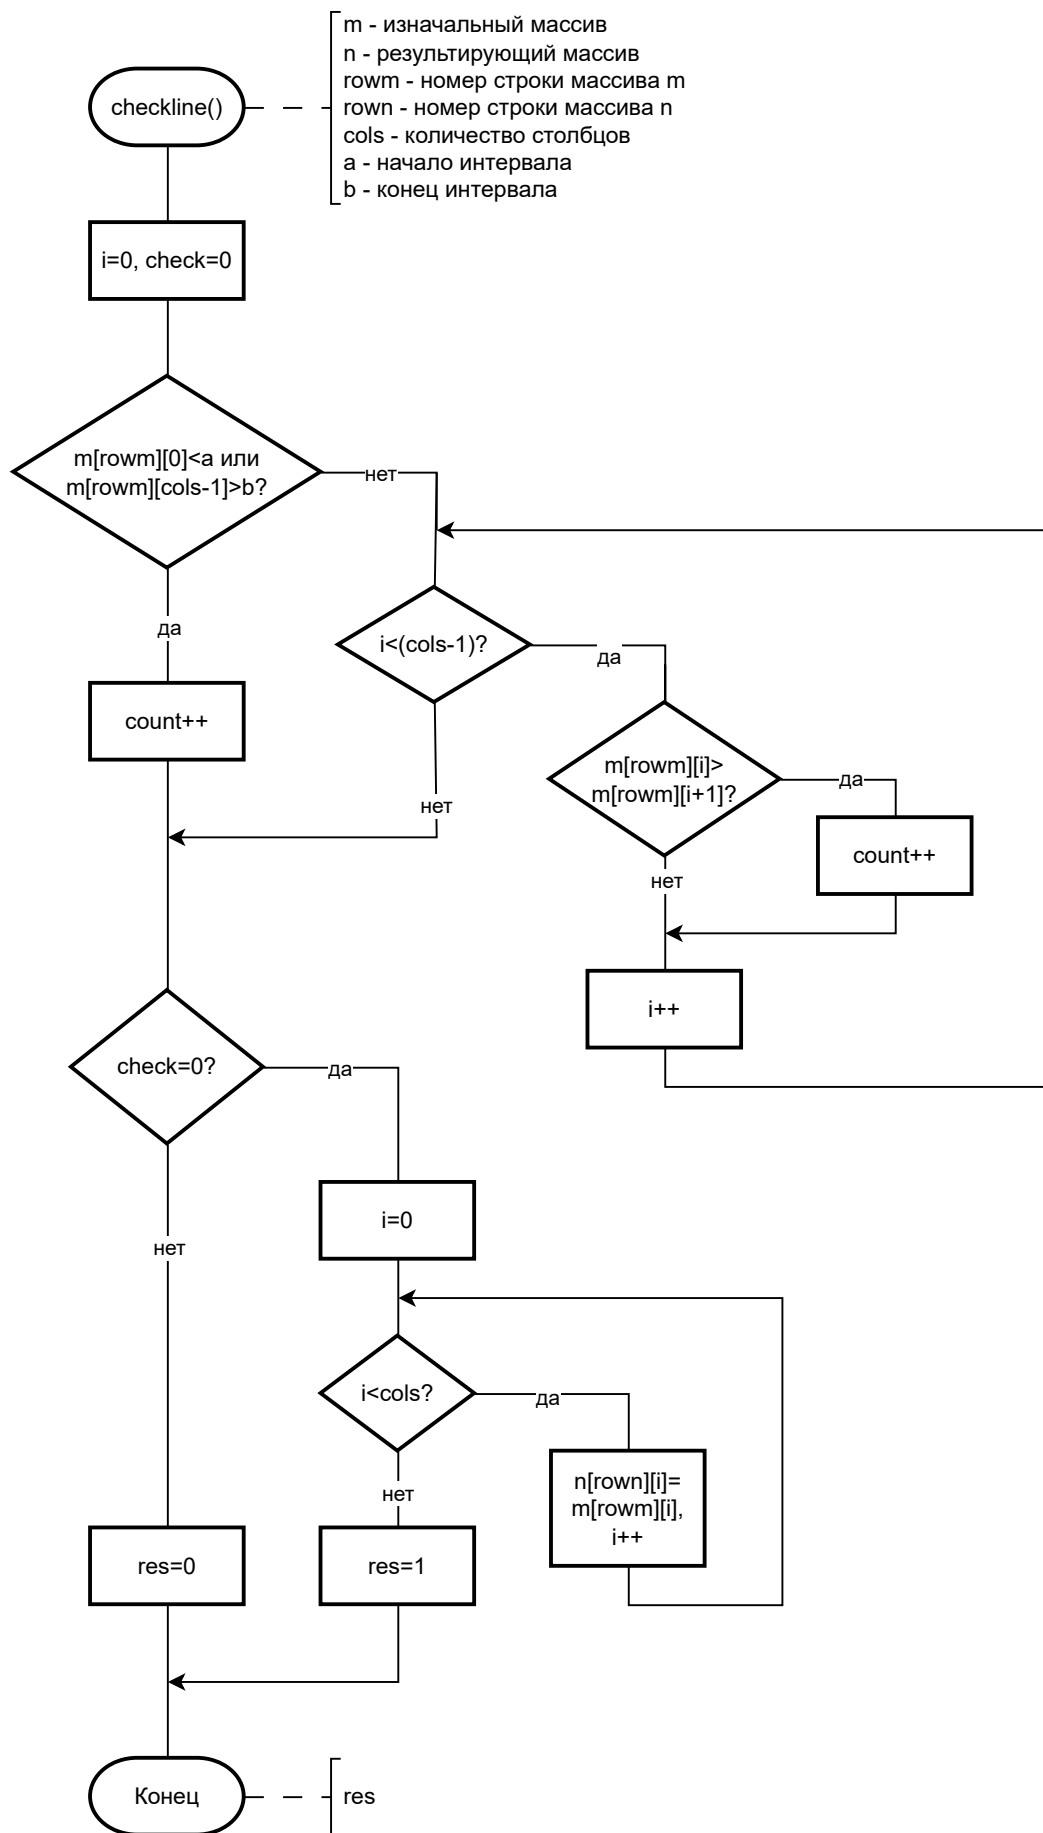 m - изначальный массив
n - результирующий массив
rowm - номер строки массива m
rown - номер строки массива n
cols - количество столбцов
a - начало интервала
b - конец интервала
checkline()
i=0, check=0
m[rowm][0]<a или
m[rowm][cols-1]>b?
нет
да
count++
i<(cols-1)?
да
нет
m[rowm][i]>
m[rowm][i+1]?
да
count++
нет
i++
check=0?
да
нет
i=0
i<cols?
да
n[rown][i]=
m[rowm][i],
i++
нет
res=0
res=1
Конец
res